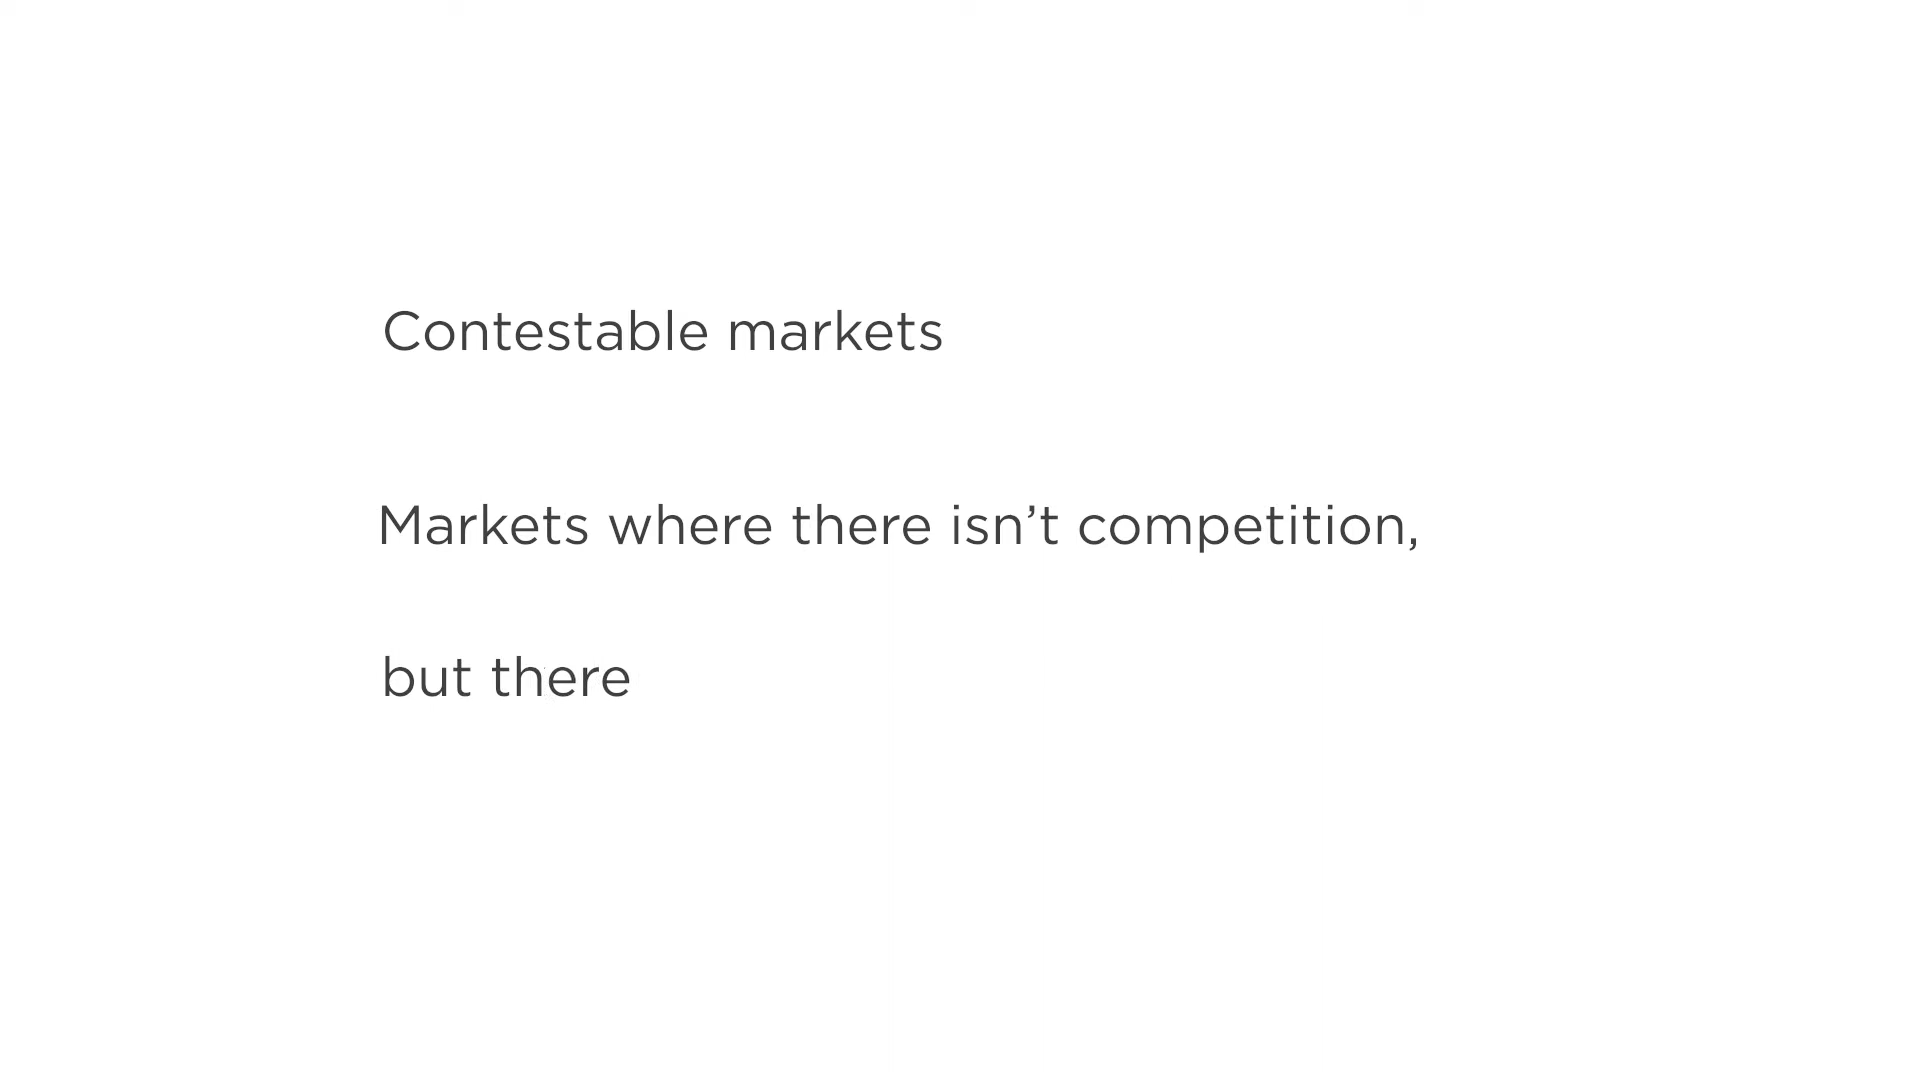 Contestable markets
Markets where there isn’t competition,
but there